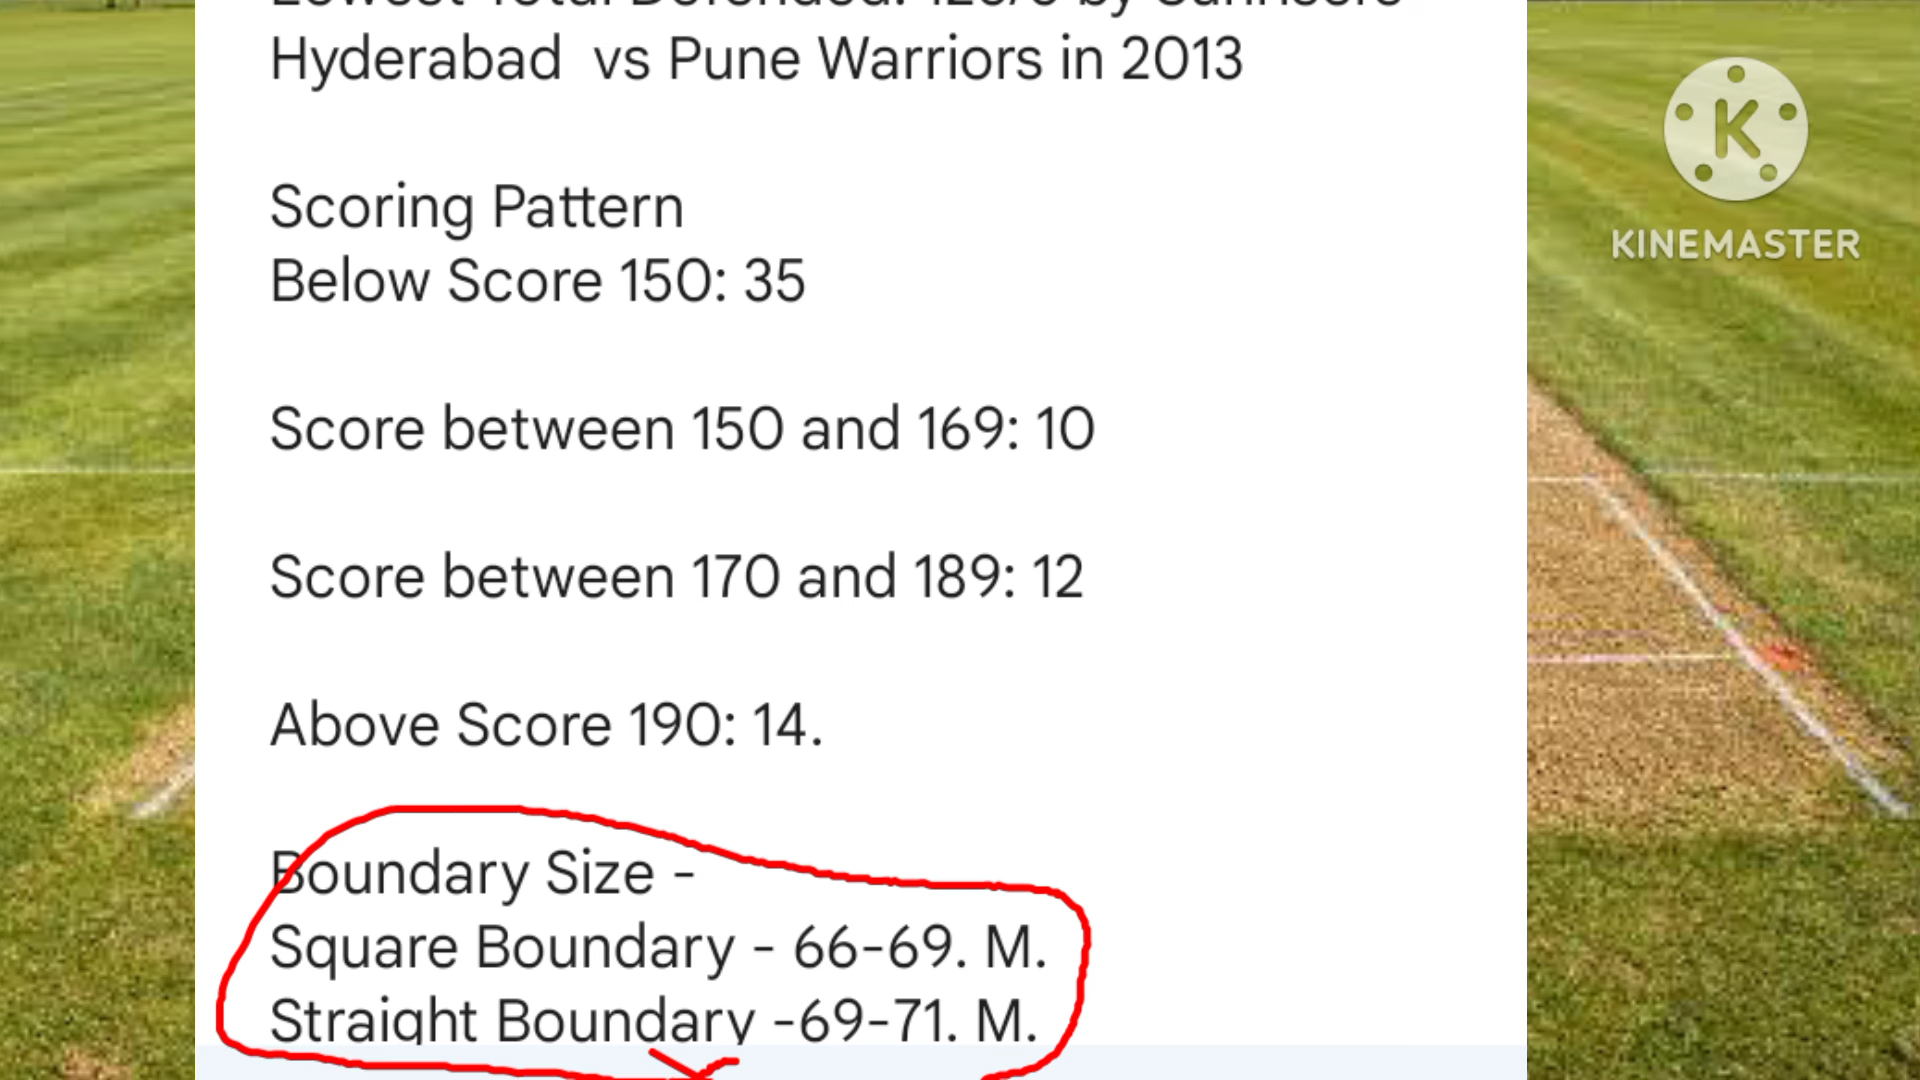 Hyderabad vs Pune Warriors in 2013
Scoring Pattern
Below Score 150: 35
Score between 150 and 169: 10
Score between 170 and 189: 12
Above Score 190: 14.
Boundary Size -
Square Boundary - 66-69. M.
Straight Boundary -69-71. M.
K
KINEMASTER